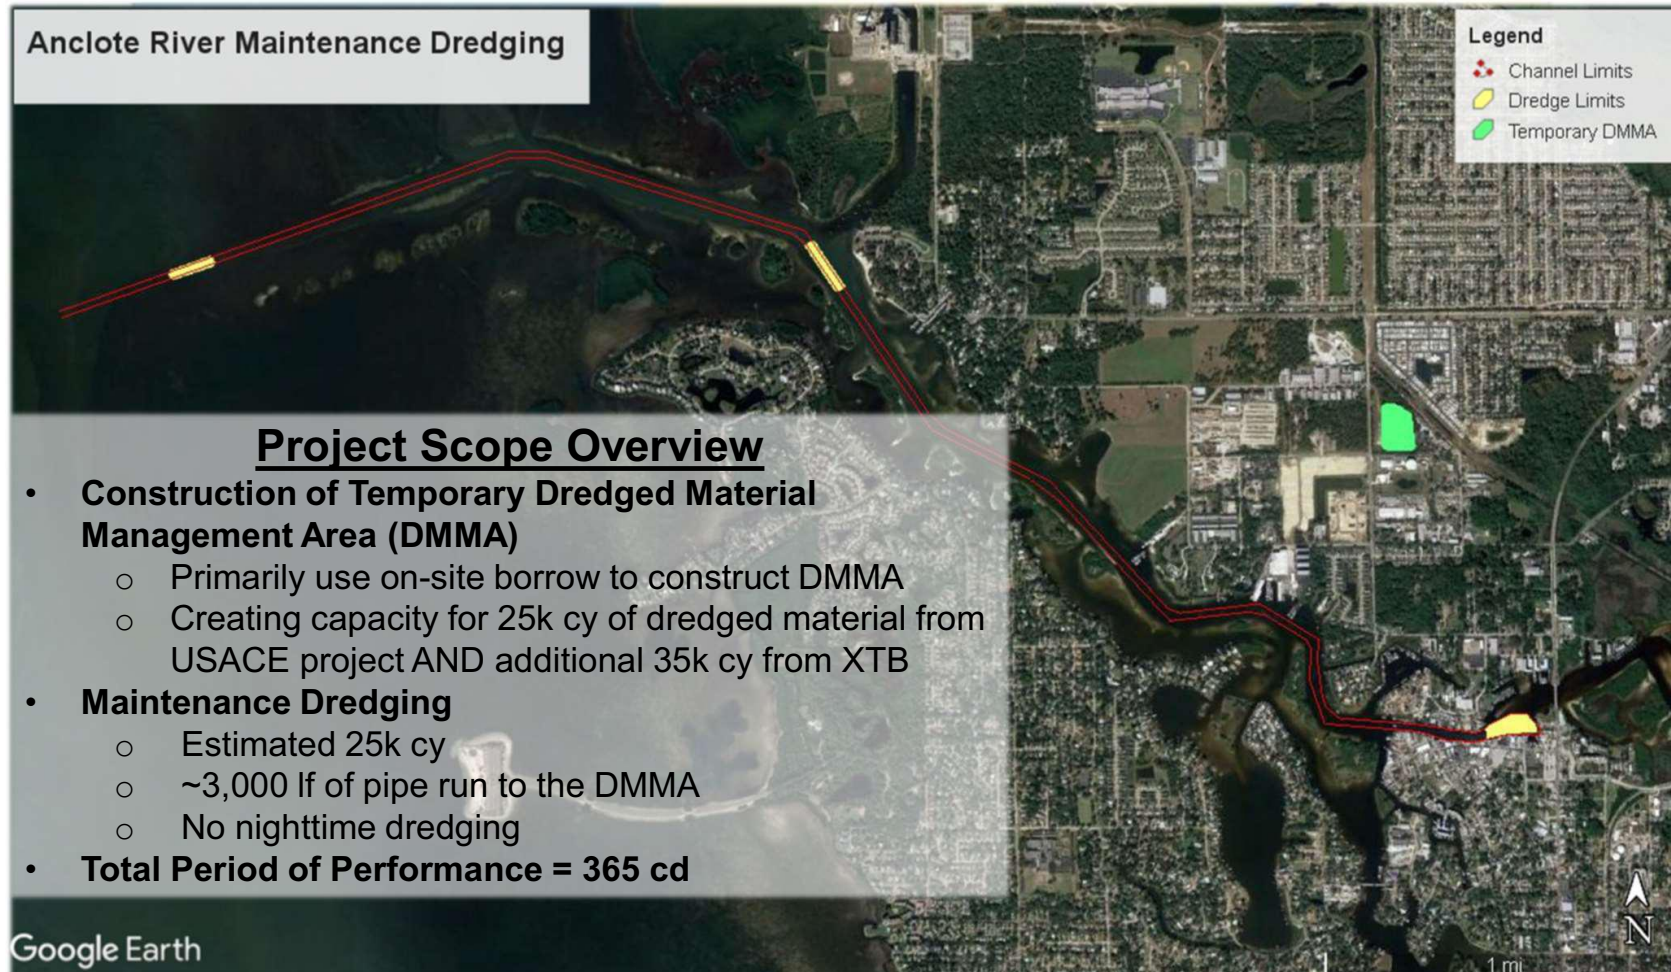 Anclote River Maintenance Dredging
Legend
Channel Limits
Dredge Limits
Temporary DMMA
Project Scope Overview
• Construction of Temporary Dredged Material
Management Area (DMMA)
o Primarily use on-site borrow to construct DMMA
o Creating capacity for 25k cy of dredged material from
USACE project AND additional 35k cy from XTB
• Maintenance Dredging
o Estimated 25k cy
o ~3,000 lf of pipe run to the DMMA
o No nighttime dredging
• Total Period of Performance = 365 cd
Google Earth
N
1 mi